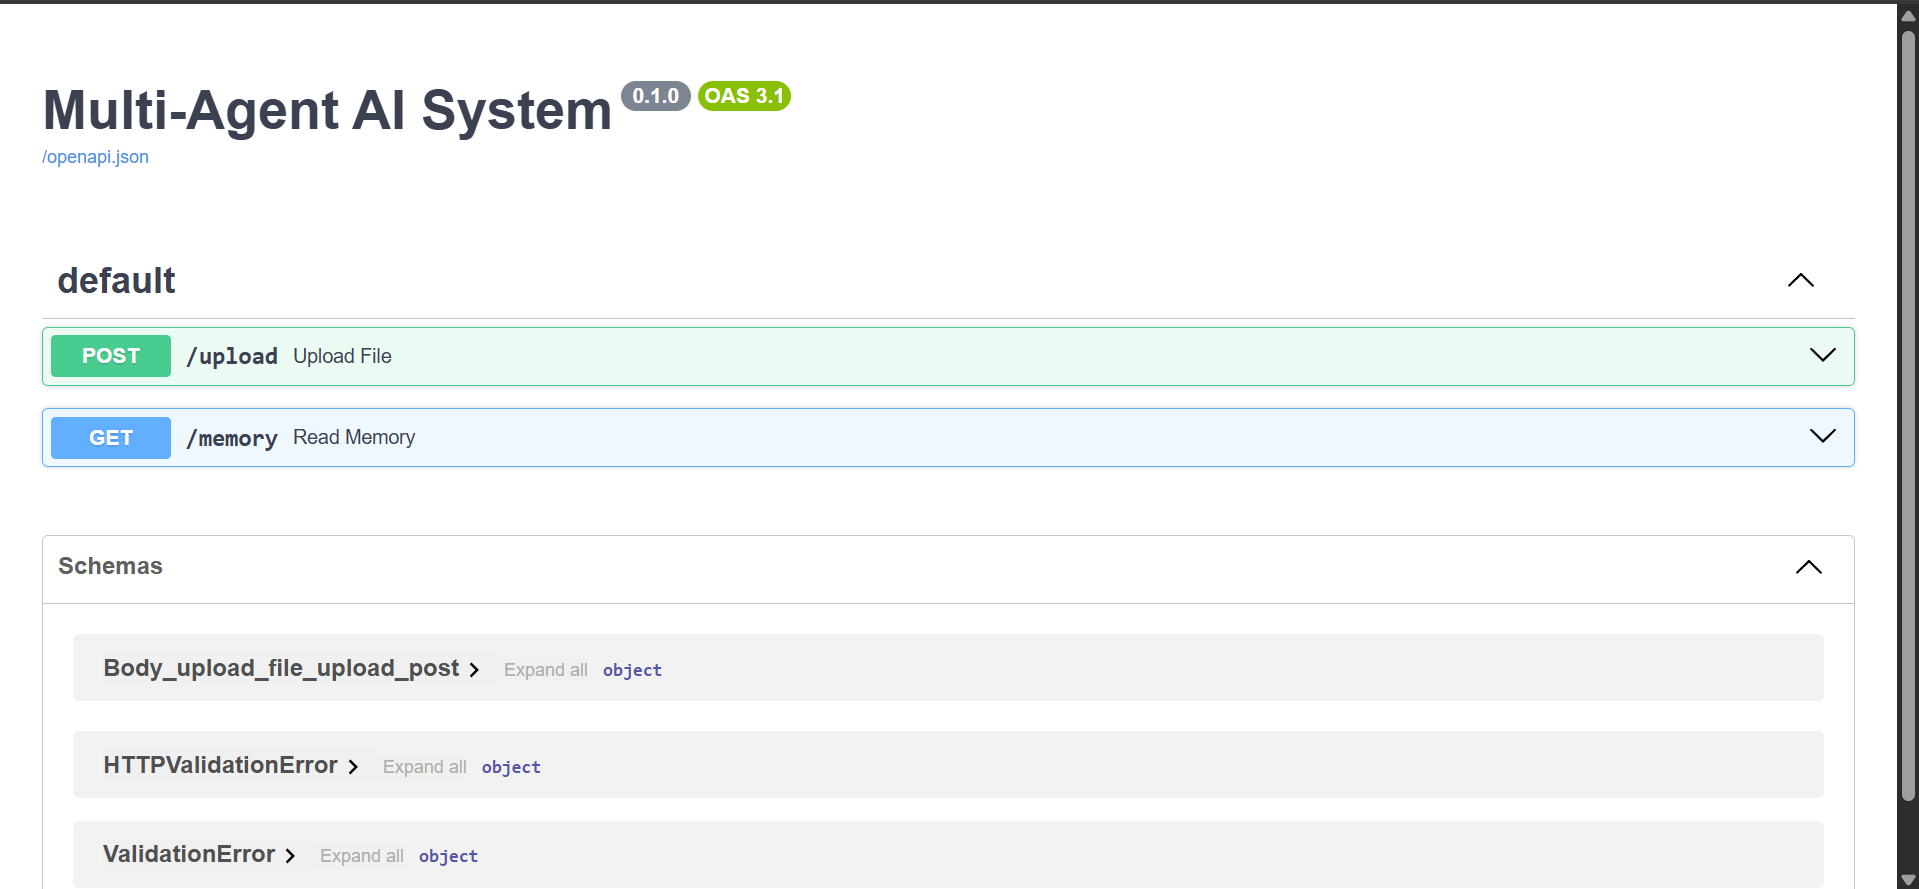 Multi-Agent AI System 0.1.0 OAS 3.1
/openapi.json
default
POST /upload Upload File
GET /memory Read Memory
Schemas
Body_upload_file_upload_post Expand all object
HTTPValidationError Expand all object
ValidationError Expand all object